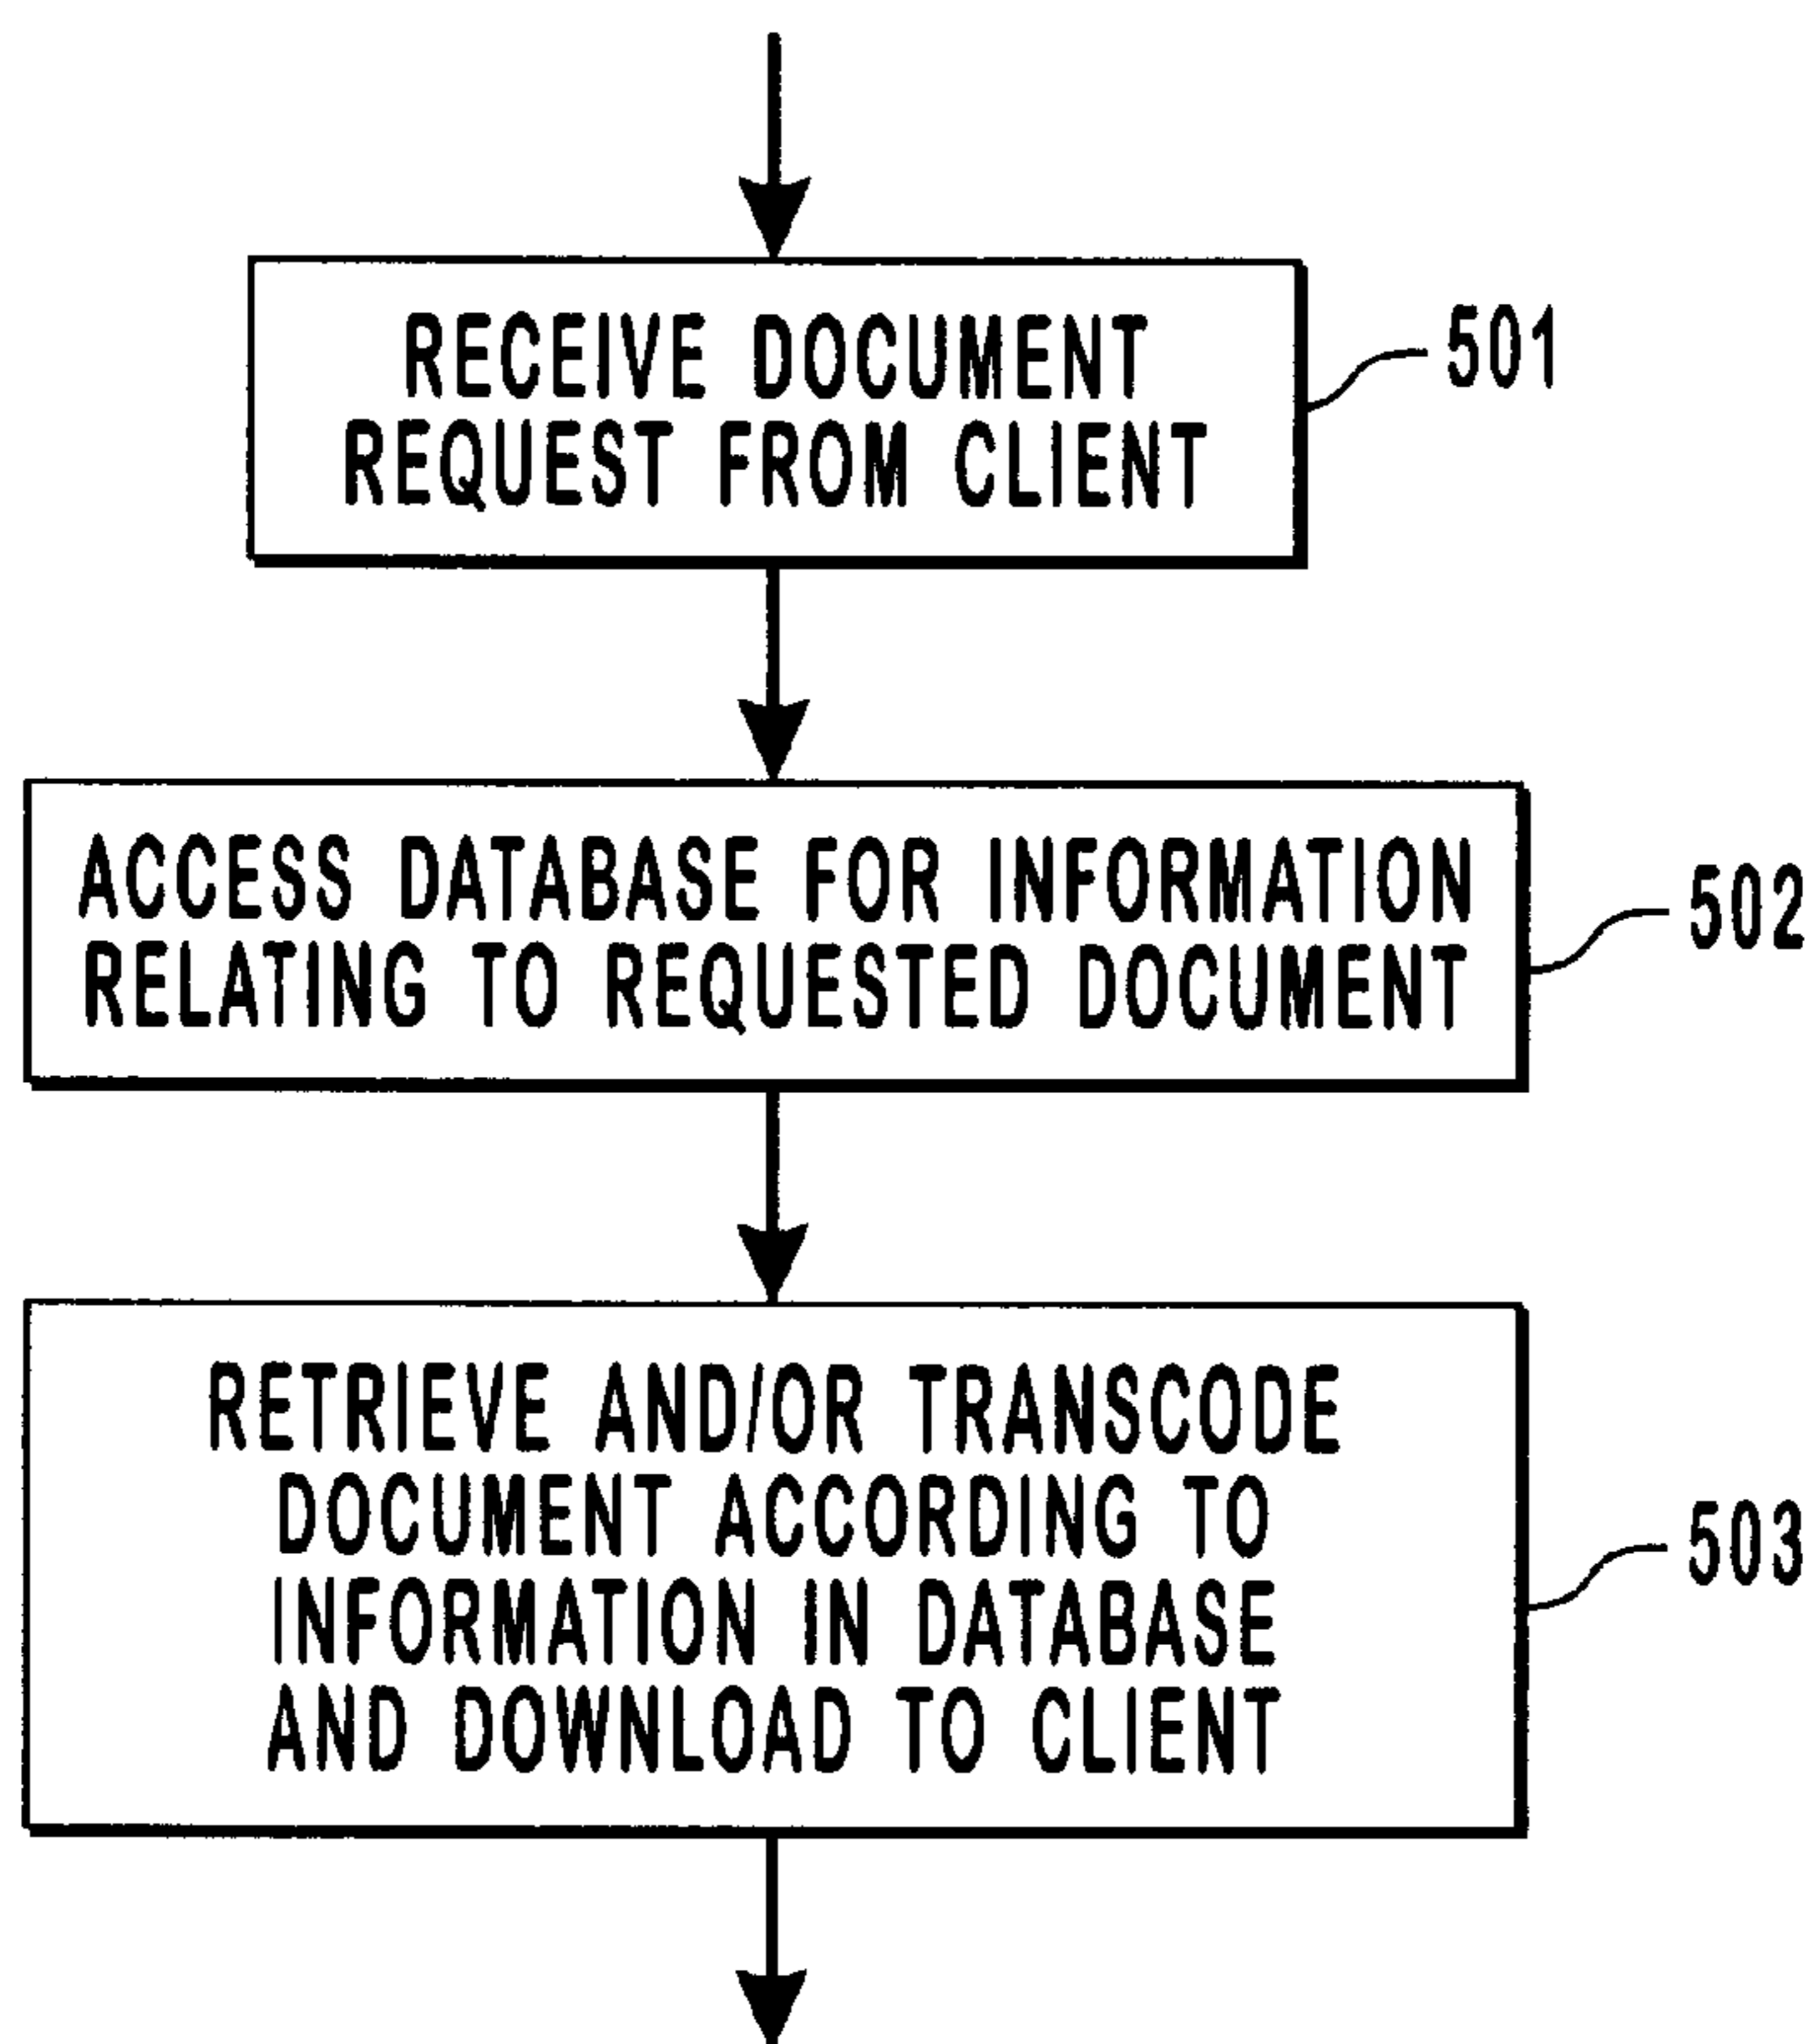 RECEIVE DOCUMENT
REQUEST FROM CLIENT
501
ACCESS DATABASE FOR INFORMATION
RELATING TO REQUESTED DOCUMENT
502
RETRIEVE AND/OR TRANSCODE
DOCUMENT ACCORDING TO
INFORMATION IN DATABASE
AND DOWNLOAD TO CLIENT
503